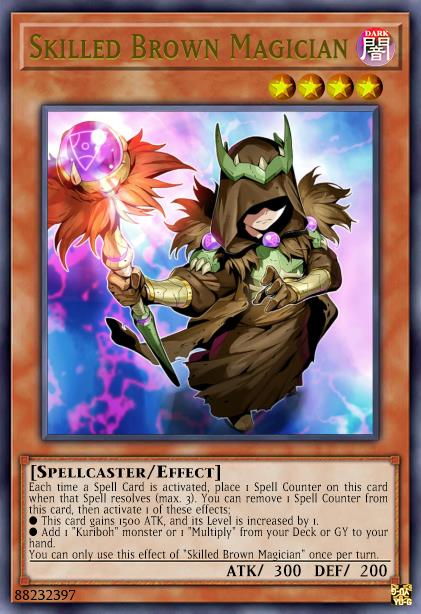 SKILLED BROWN MAGICIAN
DARK
闇
[SPELLCASTER/EFFECT]
Each time a Spell Card is activated, place 1 Spell Counter on this card
when that Spell resolves (max. 3). You can remove 1 Spell Counter from
this card, then activate 1 of these effects;
● This card gains 1500 ATK, and its Level is increased by 1.
● Add 1 "Kuriboh" monster or 1 "Multiply" from your Deck or GY to your
hand.
You can only use this effect of "Skilled Brown Magician" once per turn.
ATK/ 300 DEF/ 200
88232397